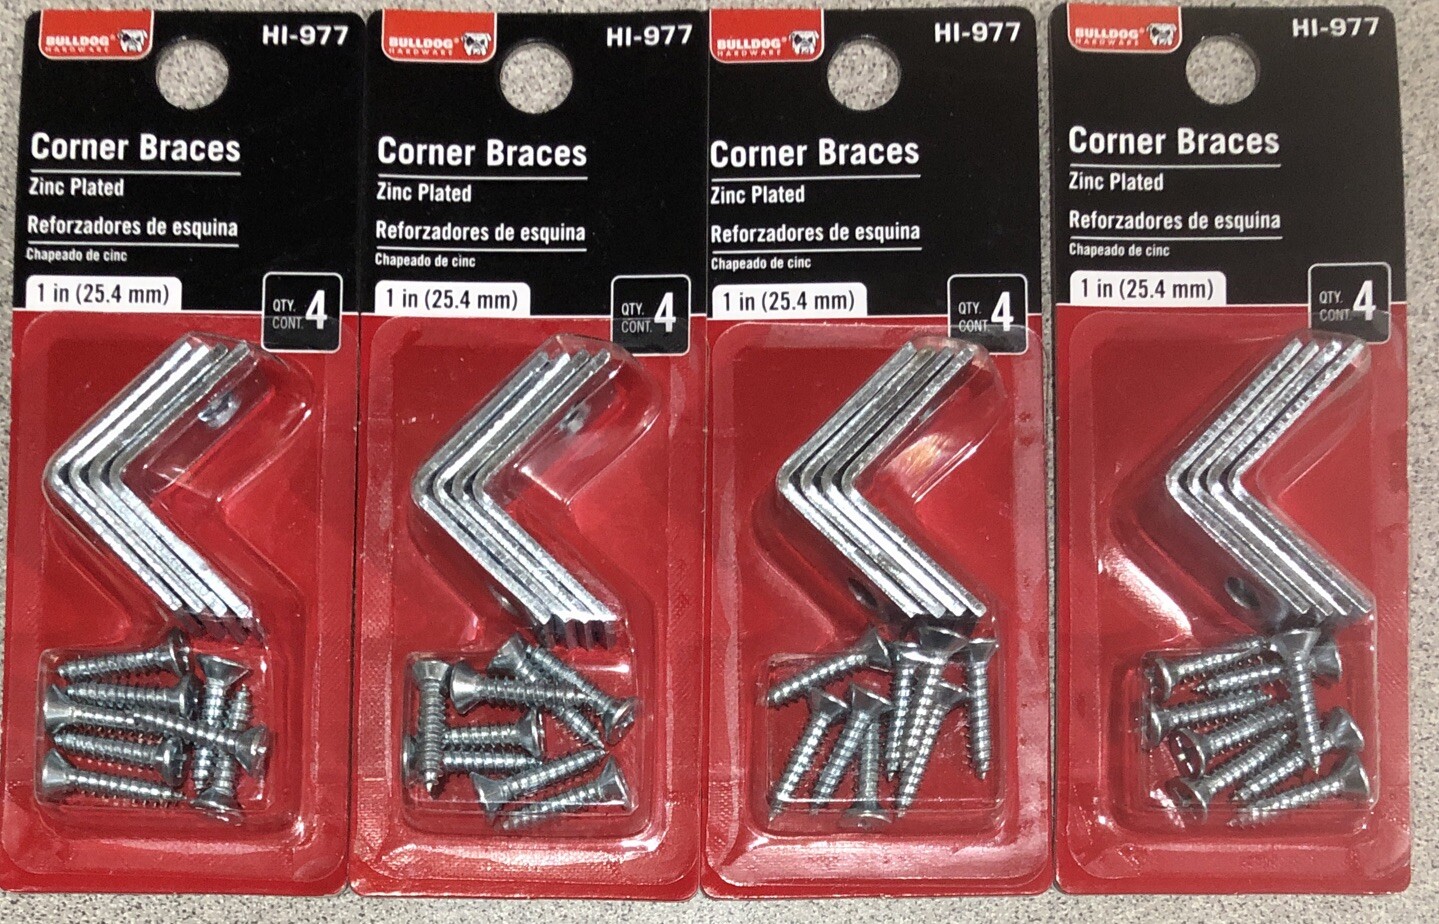 BULLDOG®
HARDWARE
HI-977
Corner Braces
Zinc Plated
Reforzadores de esquina
Chapeado de cinc
1 in (25.4 mm)
QTY.
CONT. 4
BULLDOG®
HARDWARE
HI-977
Corner Braces
Zinc Plated
Reforzadores de esquina
Chapeado de cinc
1 in (25.4 mm)
QTY.
CONT. 4
BULLDOG®
HARDWARE
HI-977
Corner Braces
Zinc Plated
Reforzadores de esquina
Chapeado de cinc
1 in (25.4 mm)
QTY.
CONT. 4
BULLDOG®
HARDWARE
HI-977
Corner Braces
Zinc Plated
Reforzadores de esquina
Chapeado de cinc
1 in (25.4 mm)
QTY.
CONT. 4